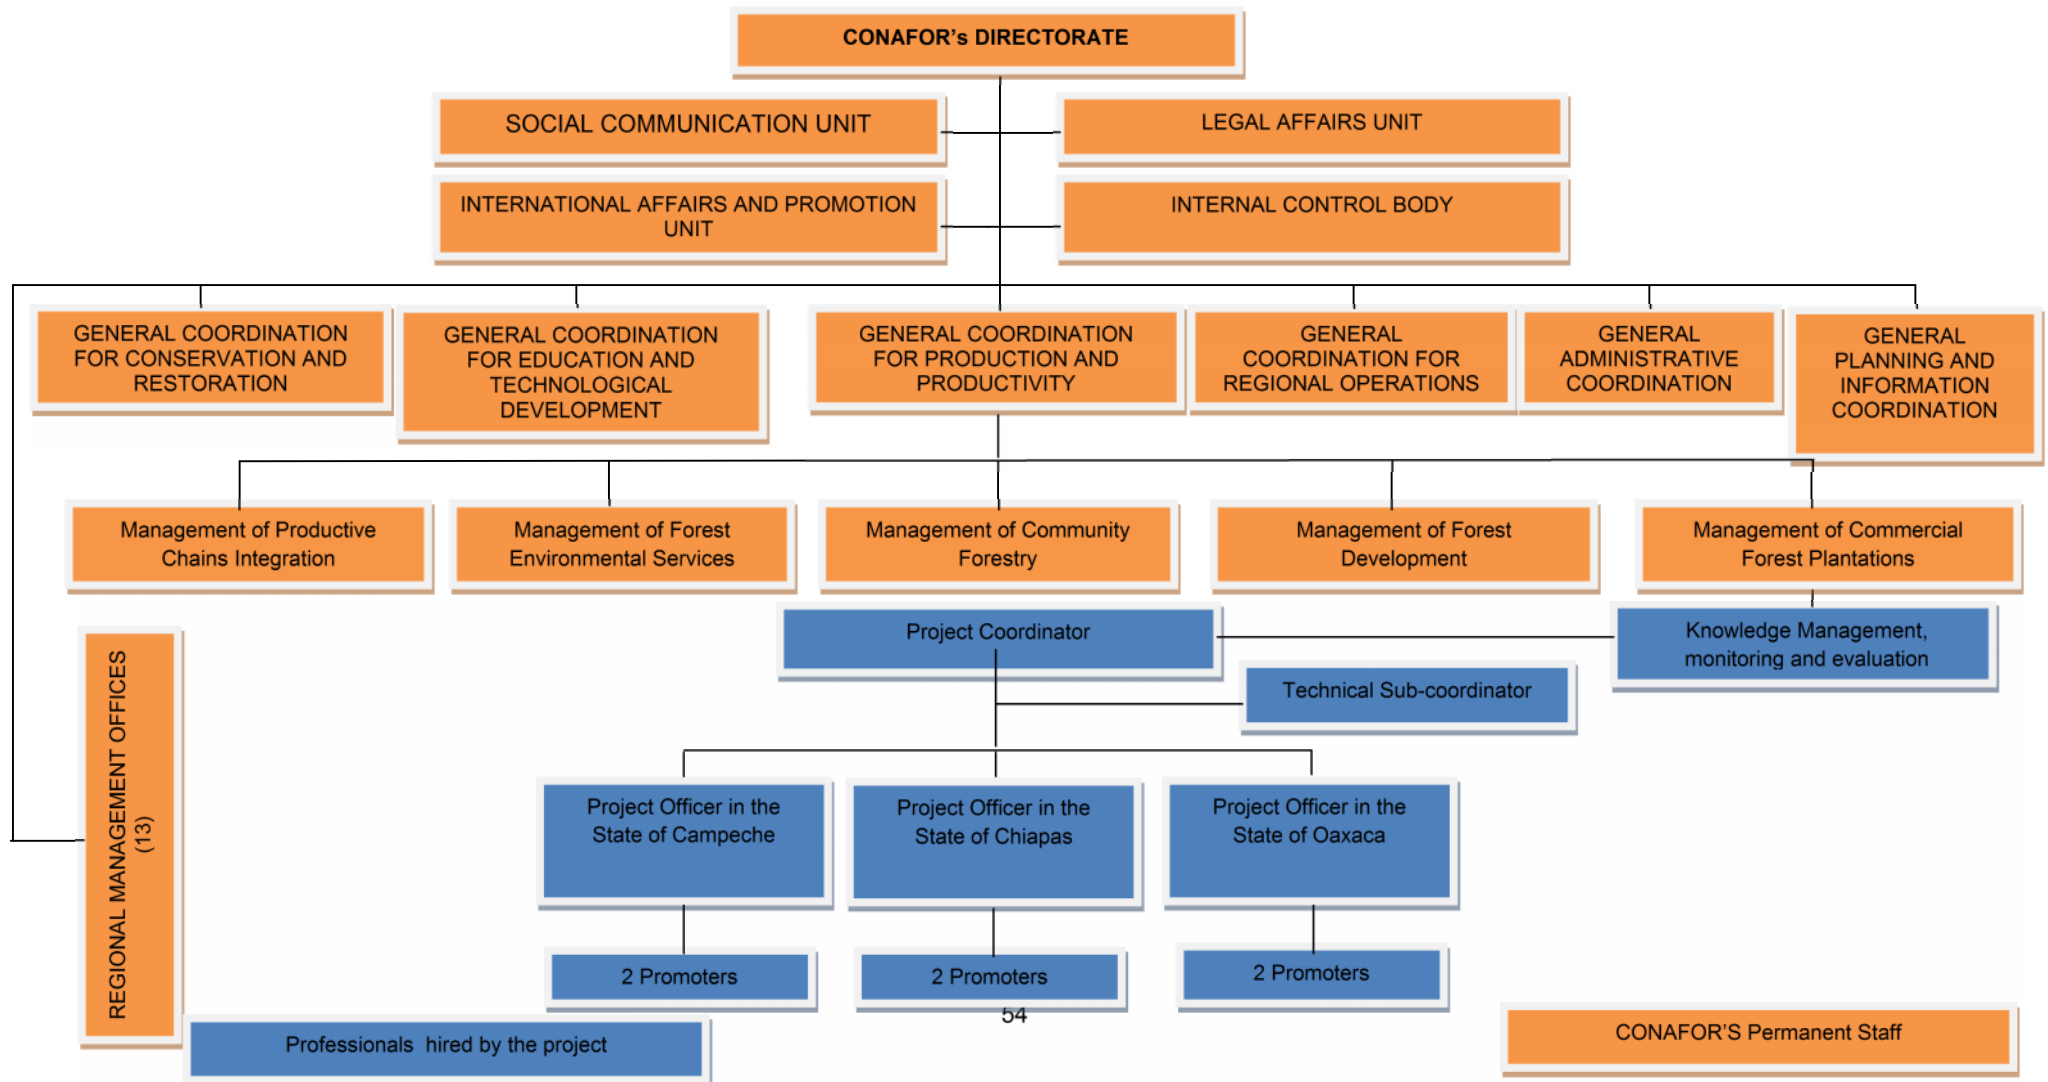 CONAFOR's DIRECTORATE
SOCIAL COMMUNICATION UNIT
LEGAL AFFAIRS UNIT
INTERNATIONAL AFFAIRS AND PROMOTION
UNIT
INTERNAL CONTROL BODY
GENERAL COORDINATION
FOR CONSERVATION AND
RESTORATION
GENERAL COORDINATION
FOR EDUCATION AND
TECHNOLOGICAL
DEVELOPMENT
GENERAL COORDINATION
FOR PRODUCTION AND
PRODUCTIVITY
GENERAL
COORDINATION FOR
REGIONAL OPERATIONS
GENERAL
ADMINISTRATIVE
COORDINATION
GENERAL
PLANNING AND
INFORMATION
COORDINATION
Management of Productive
Chains Integration
Management of Forest
Environmental Services
Management of Community
Forestry
Management of Forest
Development
Management of Commercial
Forest Plantations
Project Coordinator
Knowledge Management,
monitoring and evaluation
Technical Sub-coordinator
REGIONAL MANAGEMENT OFFICES
(13)
Project Officer in the
State of Campeche
Project Officer in the
State of Chiapas
Project Officer in the
State of Oaxaca
2 Promoters
2 Promoters
2 Promoters
54
Professionals hired by the project
CONAFOR'S Permanent Staff